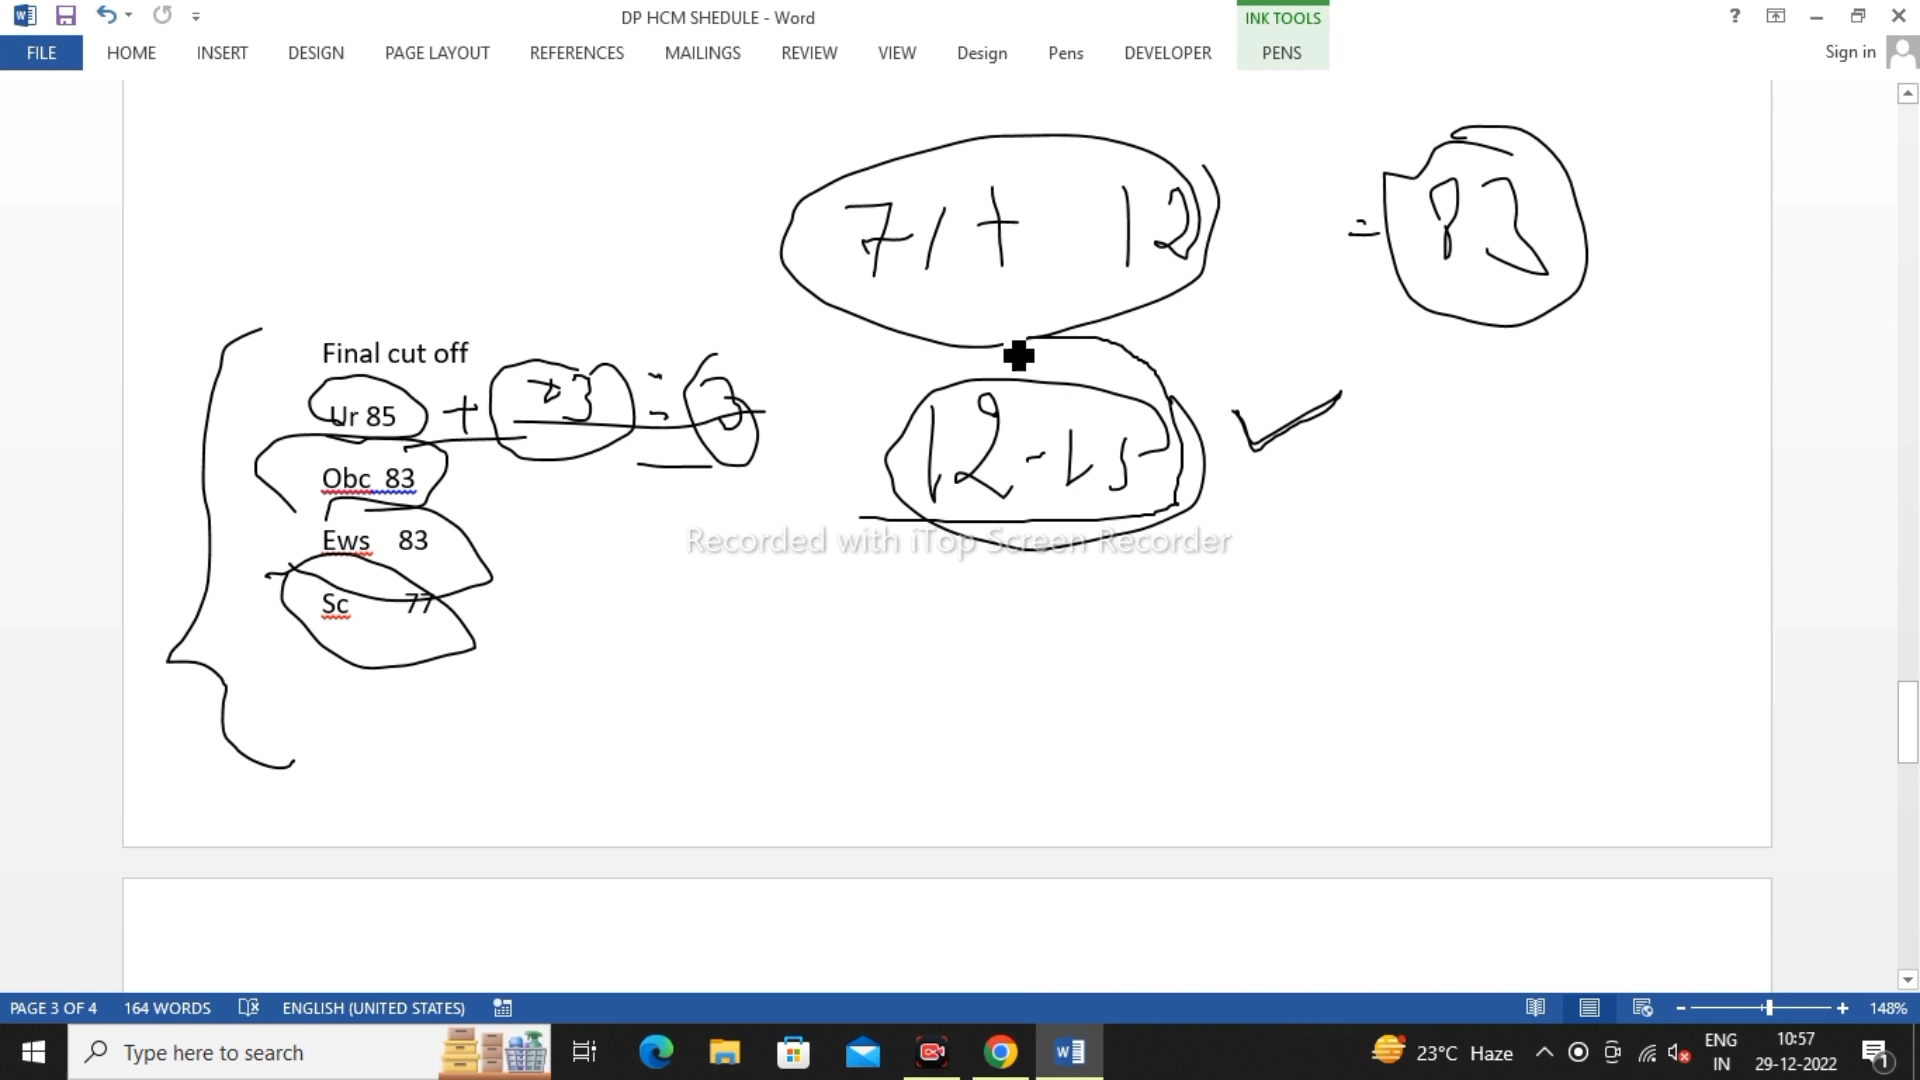 DP HCM SHEDULE - Word
INK TOOLS
FILE HOME INSERT DESIGN PAGE LAYOUT REFERENCES MAILINGS REVIEW VIEW Design Pens DEVELOPER PENS
Sign in
71+ 12 = 83
Final cut off
Ur 85 +
12-15
Obc 83
Ews 83
Sc 77
Recorded with iTop Screen Recorder
PAGE 3 OF 4 164 WORDS ENGLISH (UNITED STATES) 148%
Type here to search
23°C Haze
ENG
IN
10:57
29-12-2022
1